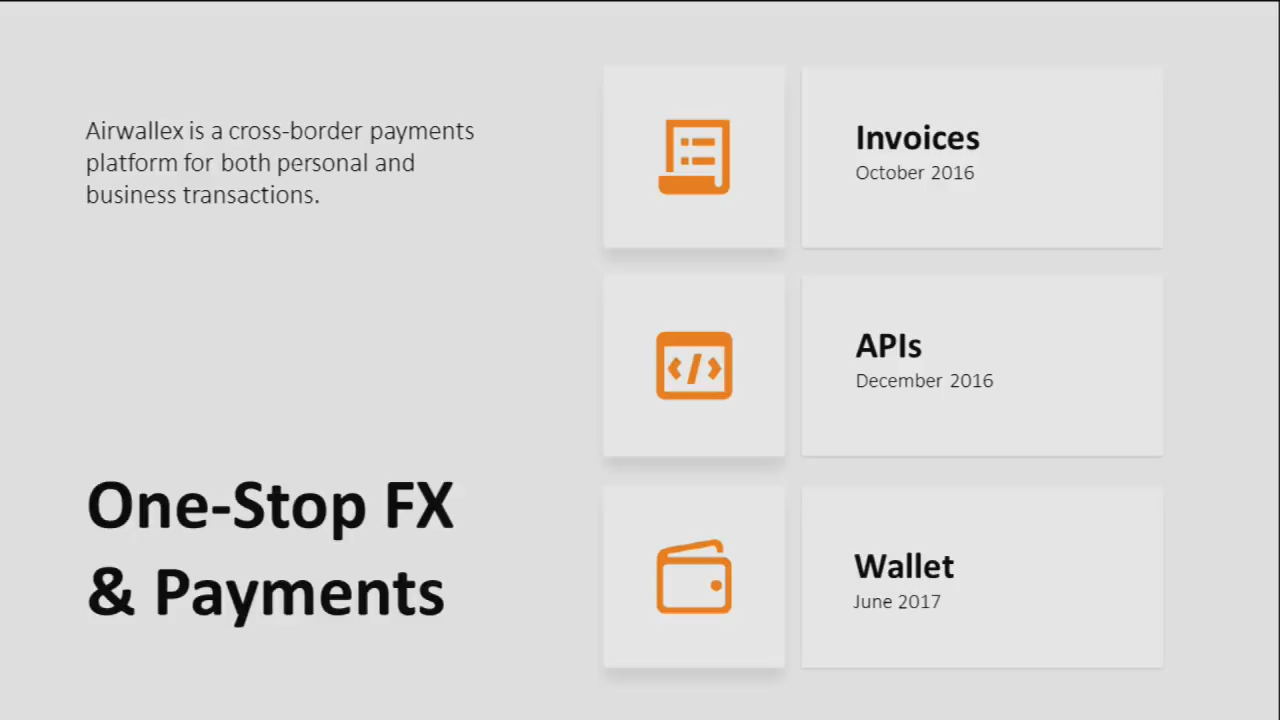 Airwallex is a cross-border payments
platform for both personal and
business transactions.
One-Stop FX
& Payments
Invoices
October 2016
APIs
December 2016
Wallet
June 2017